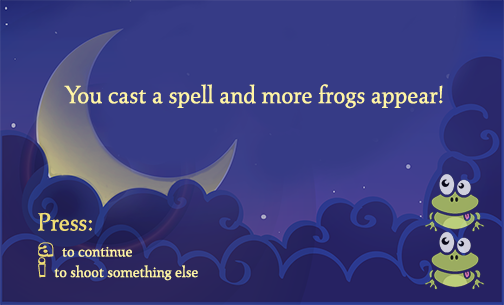 You cast a spell and more frogs appear!
Press:
a to continue
i to shoot something else